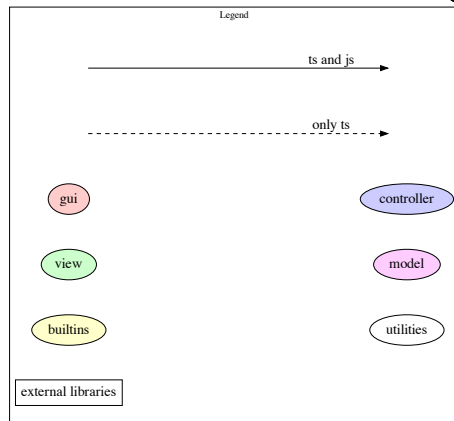 Legend
ts and js
only ts
gui
controller
view
model
builtins
utilities
external libraries